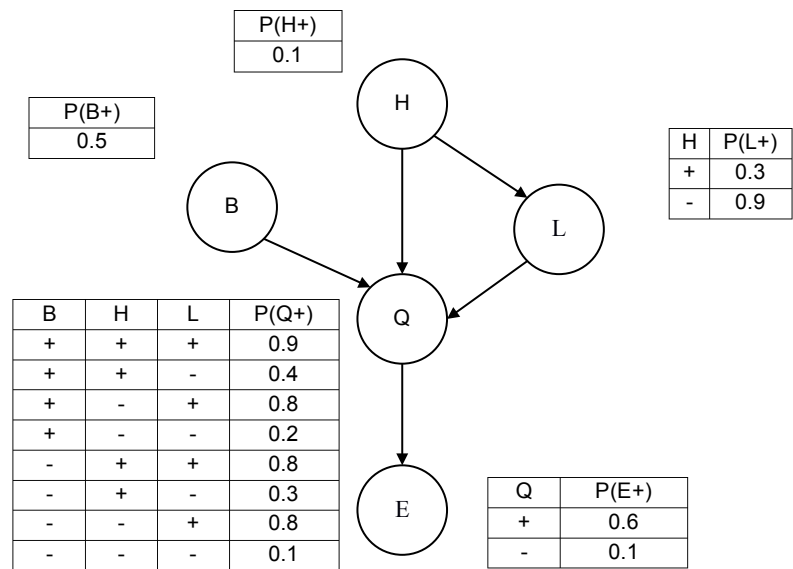 P(H+)
0.1
H
P(B+)
0.5
H P(L+)
+ 0.3
- 0.9
B
L
Q
B H L P(Q+)
+ + + 0.9
+ + - 0.4
+ - + 0.8
+ - - 0.2
- + + 0.8
- + - 0.3
- - + 0.8
- - - 0.1
E
Q P(E+)
+ 0.6
- 0.1